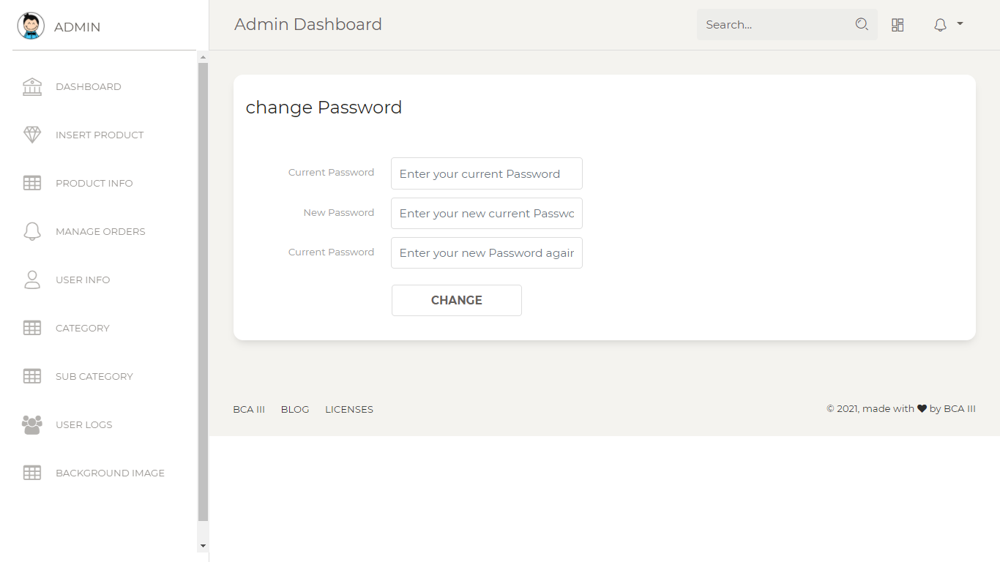 ADMIN
Admin Dashboard
Search...
DASHBOARD
INSERT PRODUCT
PRODUCT INFO
MANAGE ORDERS
USER INFO
CATEGORY
SUB CATEGORY
USER LOGS
BACKGROUND IMAGE
change Password
Current Password Enter your current Password
New Password Enter your new current Passwo
Current Password Enter your new Password again
CHANGE
BCA III BLOG LICENSES
© 2021, made with ♥ by BCA III